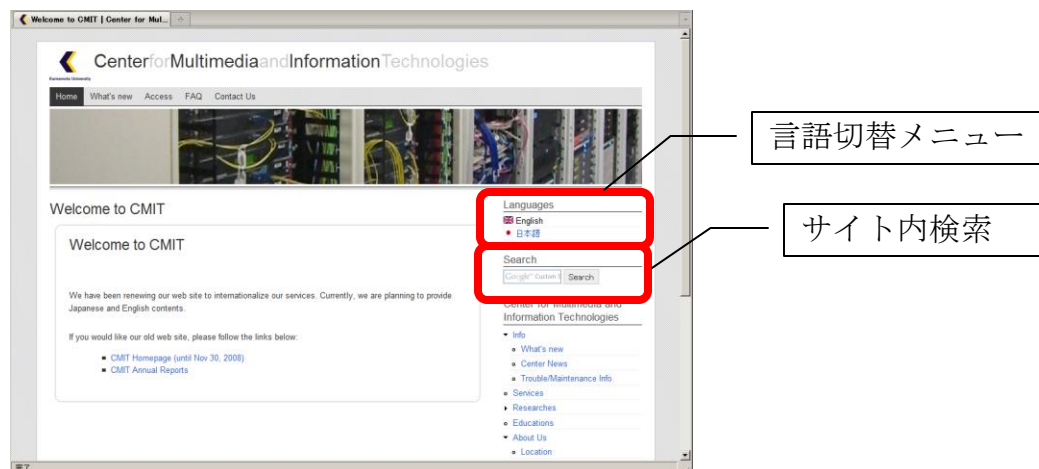 Welcome to CMIT | Center for Mul...
CenterforMultimediaandInformationTechnologies
Kumamoto University
Home What's new Access FAQ Contact Us
言語切替メニュー
Welcome to CMIT
Languages
English
日本語
サイト内検索
Welcome to CMIT
Search
Google™ Custom S Search
We have been renewing our web site to internationalize our services. Currently, we are planning to provide
Japanese and English contents.
If you would like our old web site, please follow the links below:
CMIT Homepage (until Nov 30, 2008)
CMIT Annual Reports
Center for Multimedia and
Information Technologies
Info
What's new
Center News
Trouble/Maintenance Info
Services
Researches
Educations
About Us
Location
完了